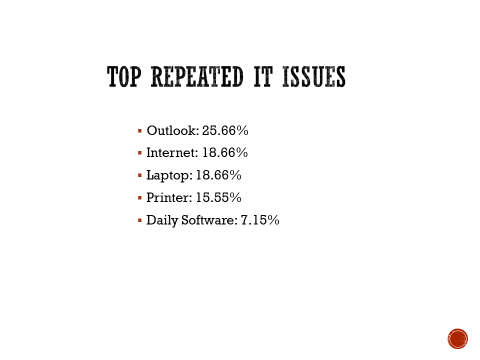 TOP REPEATED IT ISSUES
Outlook: 25.66%
Internet: 18.66%
Laptop: 18.66%
Printer: 15.55%
Daily Software: 7.15%